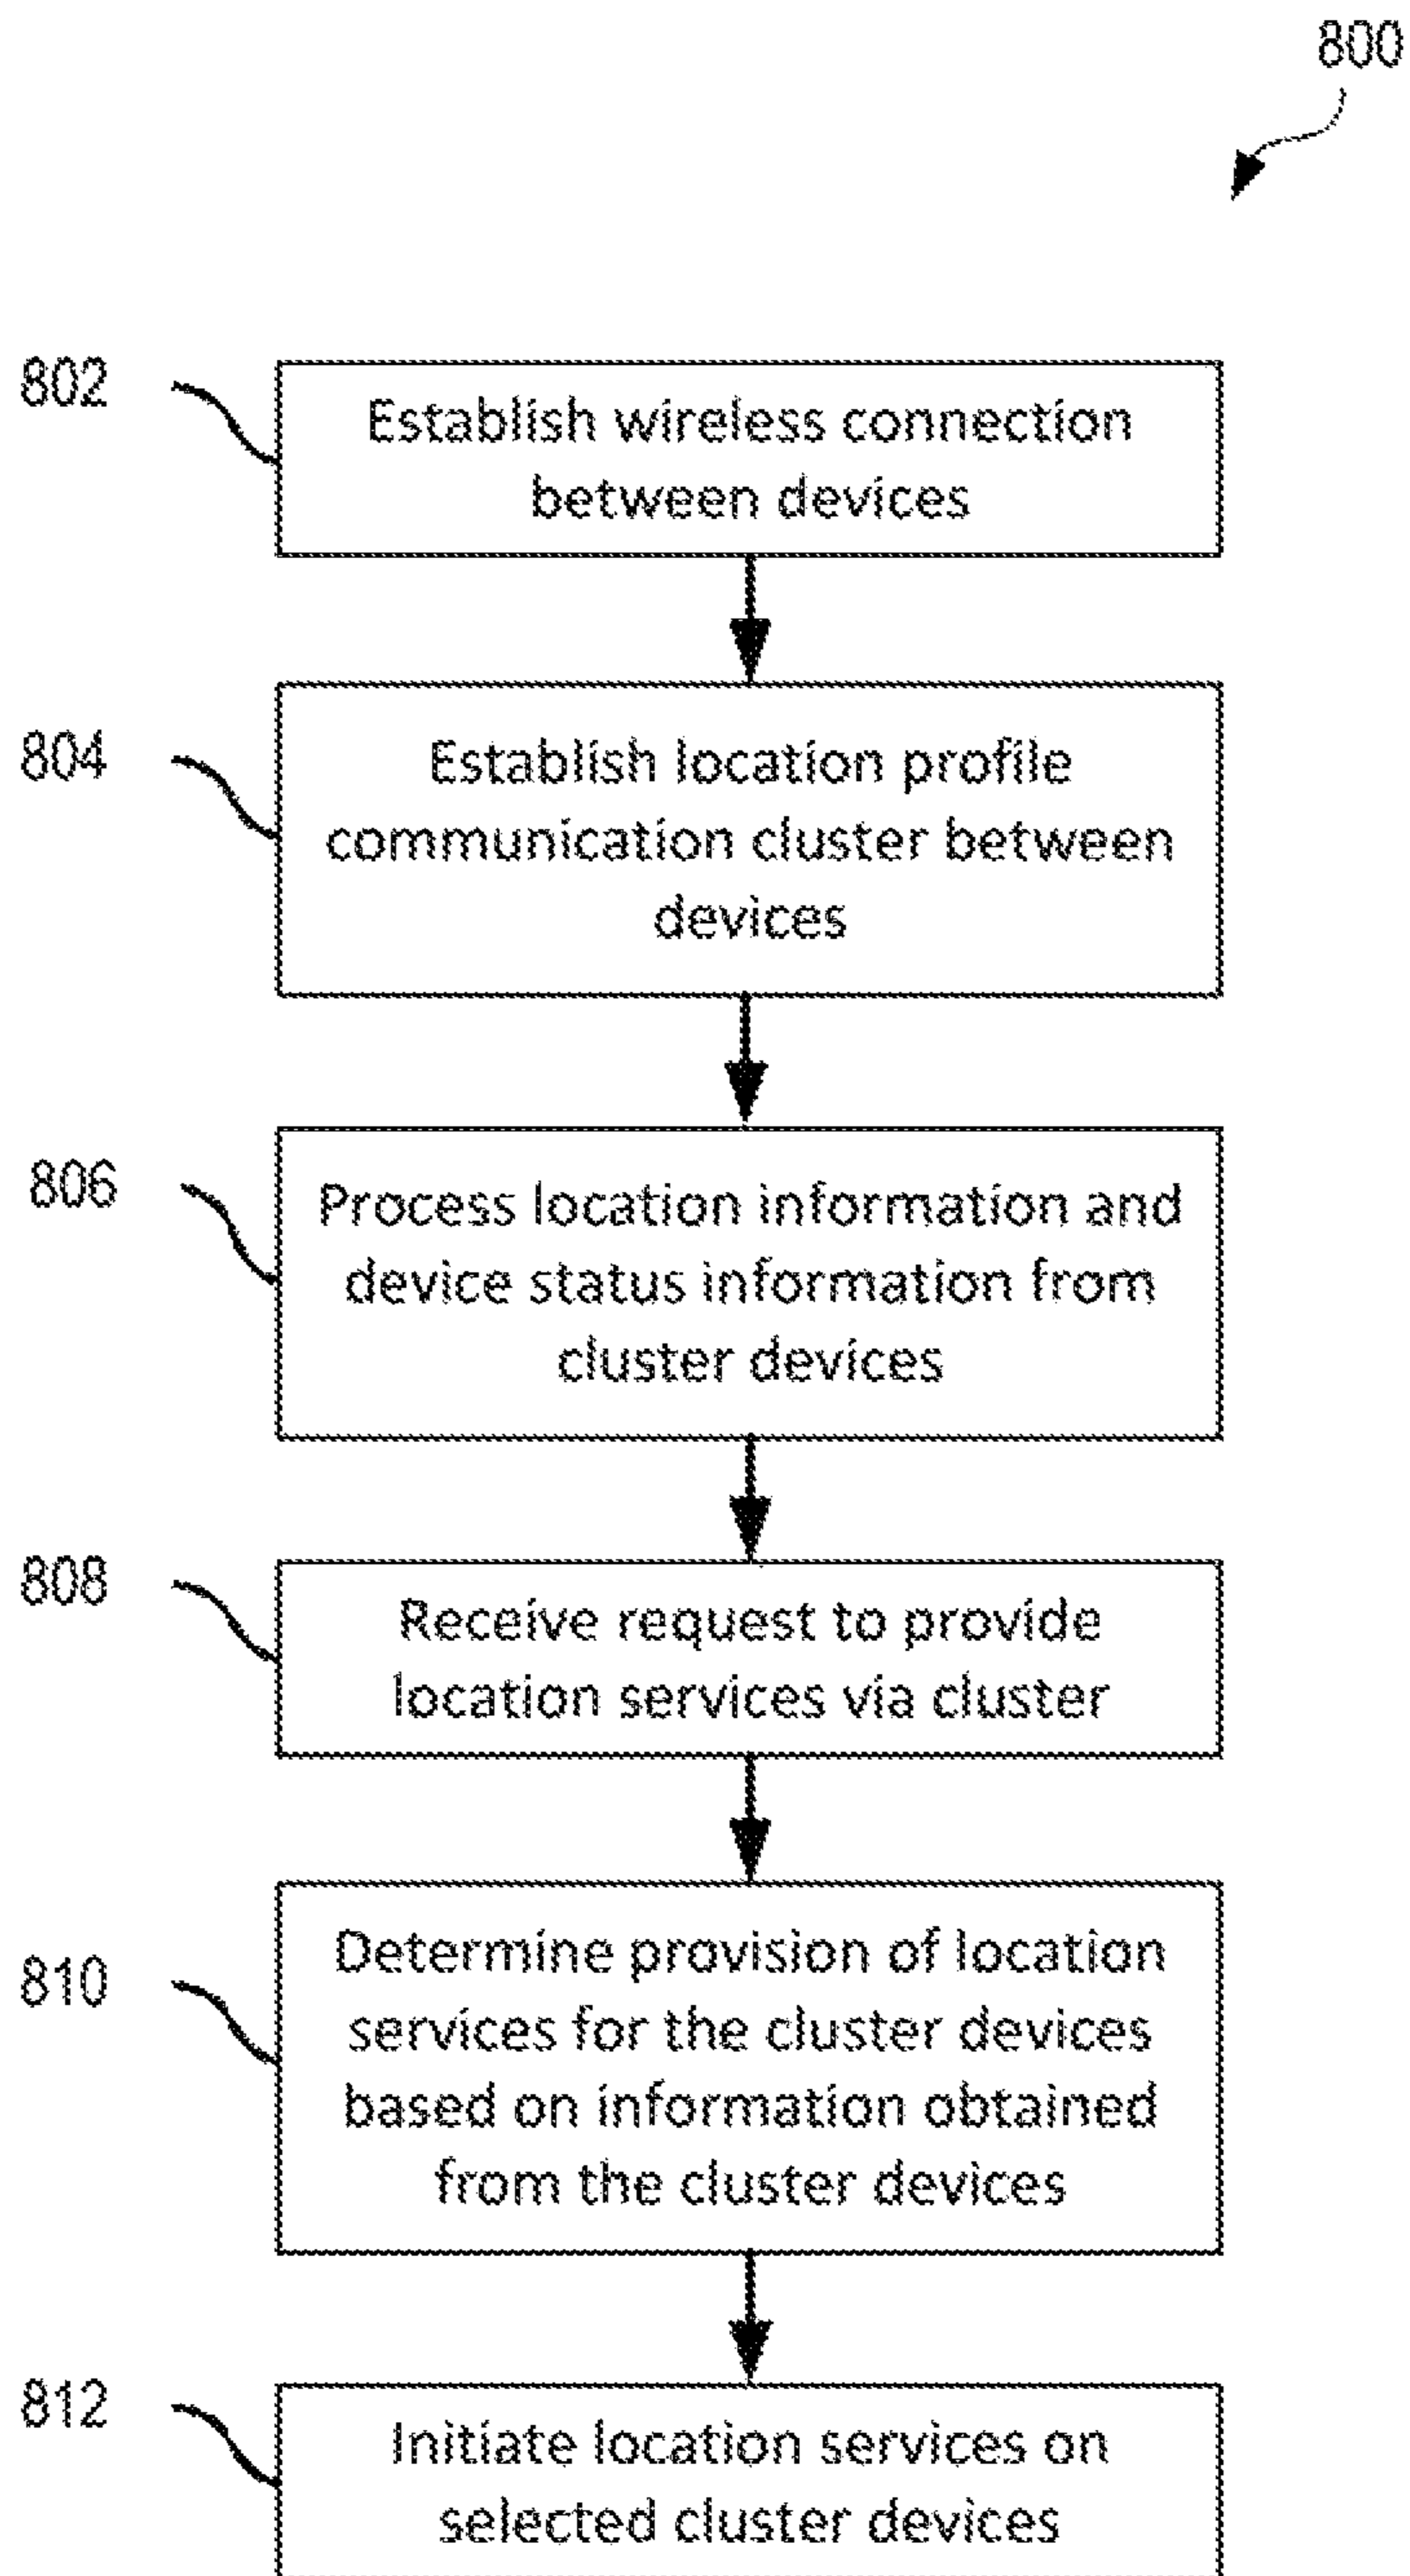 800
802
Establish wireless connection
between devices
804
Establish location profile
communication cluster between
devices
806
Process location information and
device status information from
cluster devices
808
Receive request to provide
location services via cluster
810
Determine provision of location
services for the cluster devices
based on information obtained
from the cluster devices
812
Initiate location services on
selected cluster devices